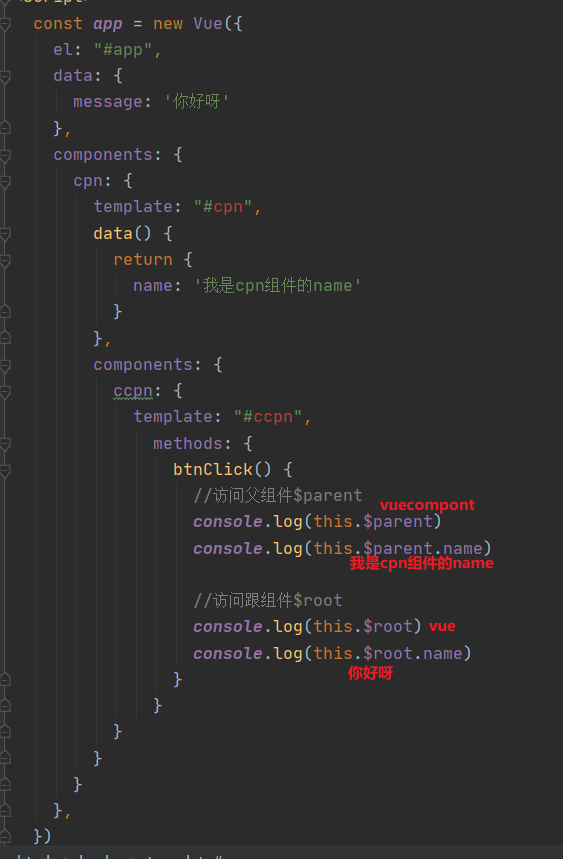 const app = new Vue({
el: "#app",
data: {
message: '你好呀'
},
components: {
cpn: {
template: "#cpn",
data() {
return {
name: '我是cpn组件的name'
}
},
components: {
ccpn: {
template: "#ccpn",
methods: {
btnClick() {
//访问父组件$parent
vuecompont
console.log(this.$parent)
console.log(this.$parent.name)
我是cpn组件的name
//访问跟组件$root
console.log(this.$root) vue
console.log(this.$root.name)
你好呀
}
}
}
}
}
},
})